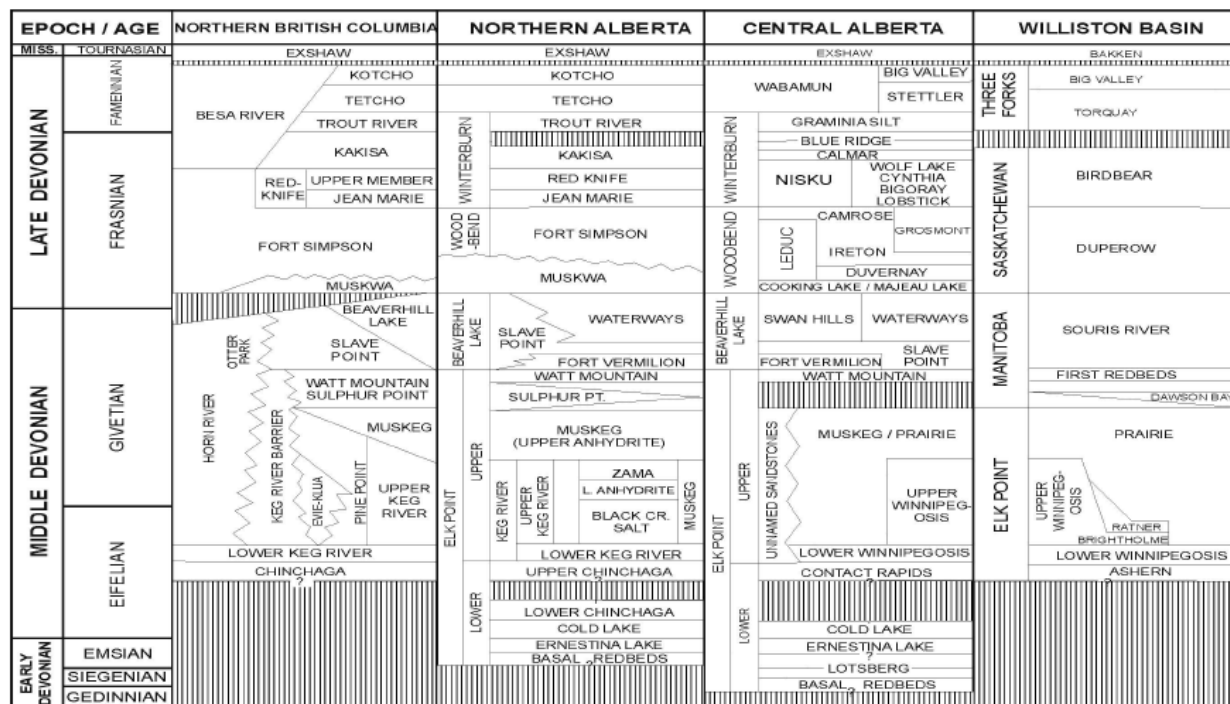 EPOCH / AGE
NORTHERN BRITISH COLUMBIA
NORTHERN ALBERTA
CENTRAL ALBERTA
WILLISTON BASIN
MISS.
TOURNASIAN
EXSHAW
EXSHAW
EXSHAW
BAKKEN
LATE DEVONIAN
FAMENNIAN
FRASNIAN
MIDDLE DEVONIAN
GIVETIAN
EIFELIAN
EARLY
DEVONIAN
EMSIAN
SIEGENIAN
GEDINNIAN
BESA RIVER
KOTCHO
TETCHO
TROUT RIVER
KAKISA
RED-
KNIFE
UPPER MEMBER
JEAN MARIE
FORT SIMPSON
MUSKWA
BEAVERHILL
LAKE
OTTER
PARK
SLAVE
POINT
WATT MOUNTAIN
SULPHUR POINT
HORN RIVER
KEG RIVER BARRIER
EVIE-KLUA
MUSKEG
PINE POINT
UPPER
KEG
RIVER
LOWER KEG RIVER
CHINCHAGA
?
KOTCHO
TETCHO
WINTERBURN
TROUT RIVER
KAKISA
RED KNIFE
JEAN MARIE
WOOD
-BEND
FORT SIMPSON
MUSKWA
BEAVERHILL
LAKE
SLAVE
POINT
WATERWAYS
FORT VERMILION
ELK POINT
UPPER
WATT MOUNTAIN
SULPHUR PT.
MUSKEG
(UPPER ANHYDRITE)
KEG RIVER
UPPER
KEG RIVER
ZAMA
L. ANHYDRITE
BLACK CR.
SALT
MUSKEG
LOWER KEG RIVER
LOWER
UPPER CHINCHAGA
?
LOWER CHINCHAGA
COLD LAKE
ERNESTINA LAKE
BASAL ? REDBEDS
WABAMUN
BIG VALLEY
STETTLER
WINTERBURN
GRAMINIA SILT
BLUE RIDGE
CALMAR
NISKU
WOLF LAKE
CYNTHIA
BIGORAY
LOBSTICK
WOODBEND
LEDUC
CAMROSE
GROSMONT
IRETON
DUVERNAY
COOKING LAKE / MAJEAU LAKE
BEAVERHILL
LAKE
SWAN HILLS
WATERWAYS
FORT VERMILION
SLAVE
POINT
ELK POINT
UPPER
WATT MOUNTAIN
UNNAMED SANDSTONES
MUSKEG / PRAIRIE
UPPER
WINNIPEG-
OSIS
LOWER WINNIPEGOSIS
LOWER
CONTACT RAPIDS
?
COLD LAKE
ERNESTINA LAKE
?
LOTSBERG
BASAL ? REDBEDS
THREE
FORKS
BIG VALLEY
TORQUAY
SASKATCHEWAN
BIRDBEAR
DUPEROW
MANITOBA
SOURIS RIVER
FIRST REDBEDS
DAWSON BAY
ELK POINT
PRAIRIE
UPPER
WINNIPEG-
OSIS
RATNER
BRIGHTHOLME
LOWER WINNIPEGOSIS
ASHERN
?